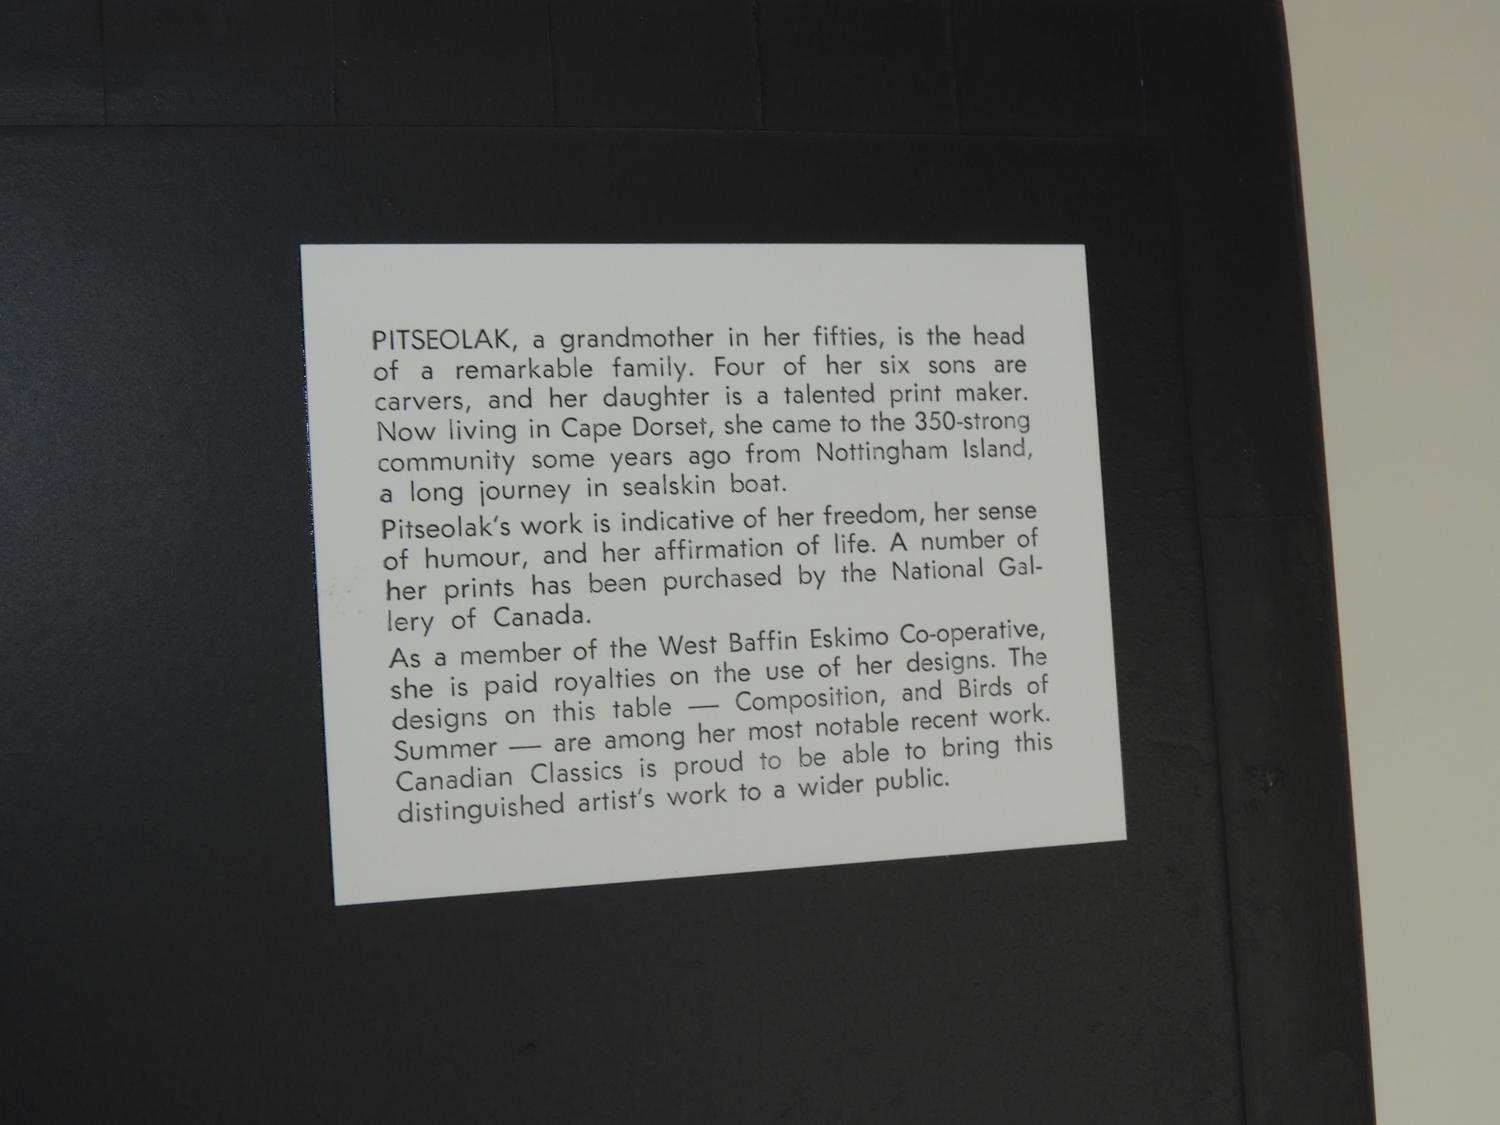 PITSEOLAK, a grandmother in her fifties, is the head
of a remarkable family. Four of her six sons are
carvers, and her daughter is a talented print maker.
Now living in Cape Dorset, she came to the 350-strong
community some years ago from Nottingham Island,
a long journey in sealskin boat.
Pitseolak's work is indicative of her freedom, her sense
of humour, and her affirmation of life. A number of
her prints has been purchased by the National Gal-
lery of Canada.
As a member of the West Baffin Eskimo Co-operative,
she is paid royalties on the use of her designs. The
designs on this table — Composition, and Birds of
Summer — are among her most notable recent work.
Canadian Classics is proud to be able to bring this
distinguished artist's work to a wider public.